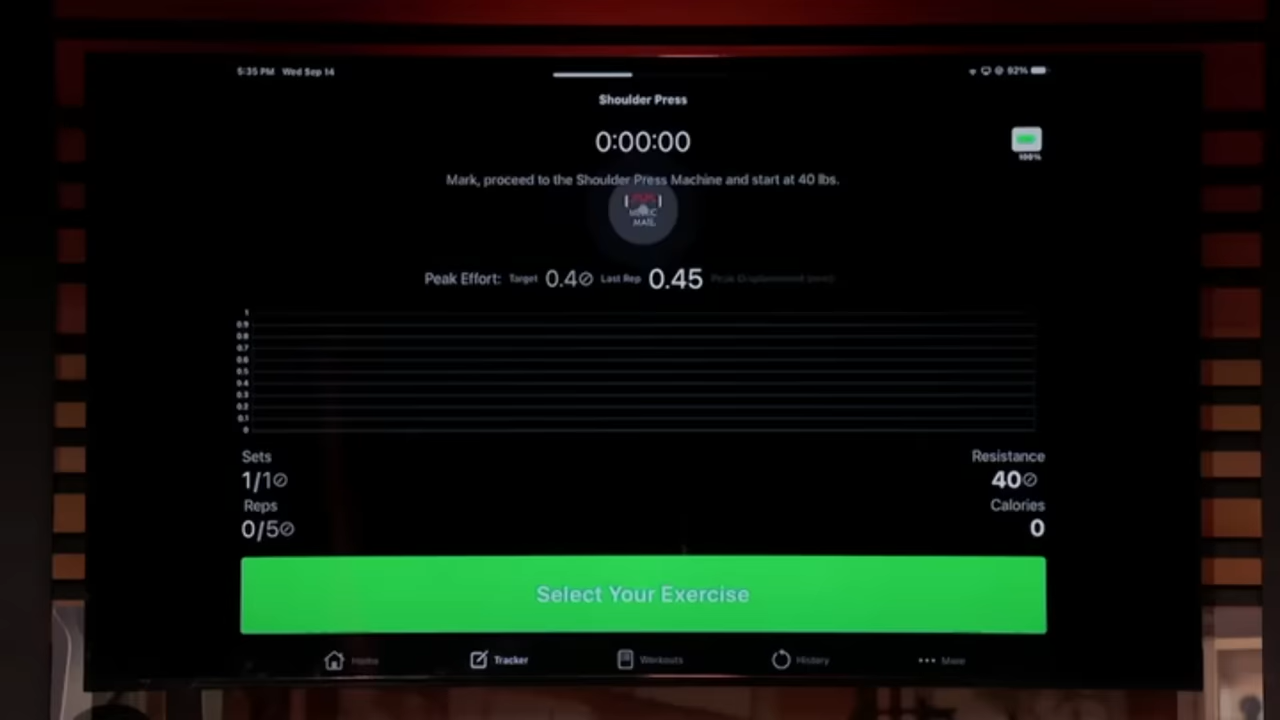 5:35 PM Wed Sep 14
92%
Shoulder Press
0:00:00
100%
Mark, proceed to the Shoulder Press Machine and start at 40 lbs.
Peak Effort: Target 0.4 Last Rep 0.45
1
0.9
0.8
0.7
0.6
0.5
0.4
0.3
0.2
0.1
0
Sets
1/1
Reps
0/5
Resistance
40
Calories
0
Select Your Exercise
Home Tracker Workouts History More